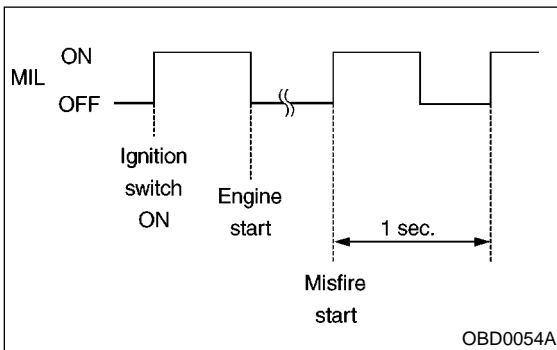 ON
MIL
OFF
Ignition
switch
ON
Engine
start
1 sec.
Misfire
start
OBD0054A